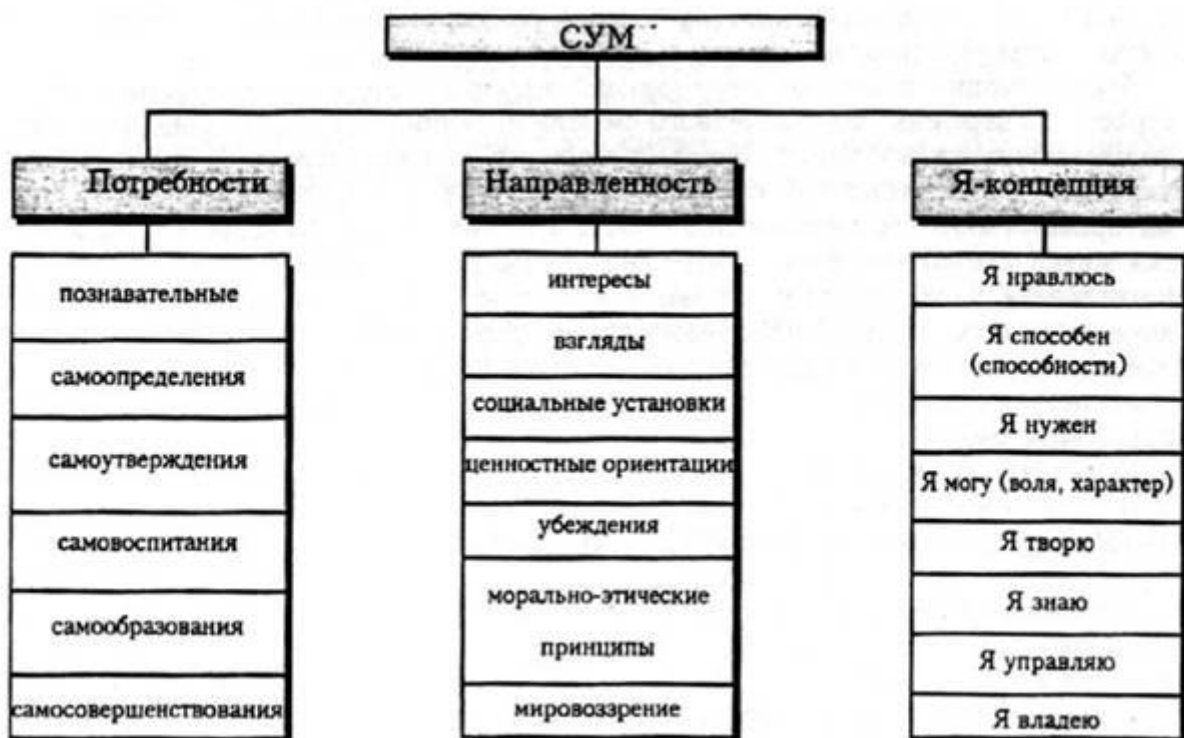 СУМ
Потребности
познавательные
самоопределения
самоутверждения
самовоспитания
самообразования
самосовершенствования
Направленность
интересы
взгляды
социальные установки
ценностные ориентации
убеждения
морально-этические
принципы
мировоззрение
Я-концепция
Я нравлюсь
Я способен
(способности)
Я нужен
Я могу (воля, характер)
Я творю
Я знаю
Я управляю
Я владею